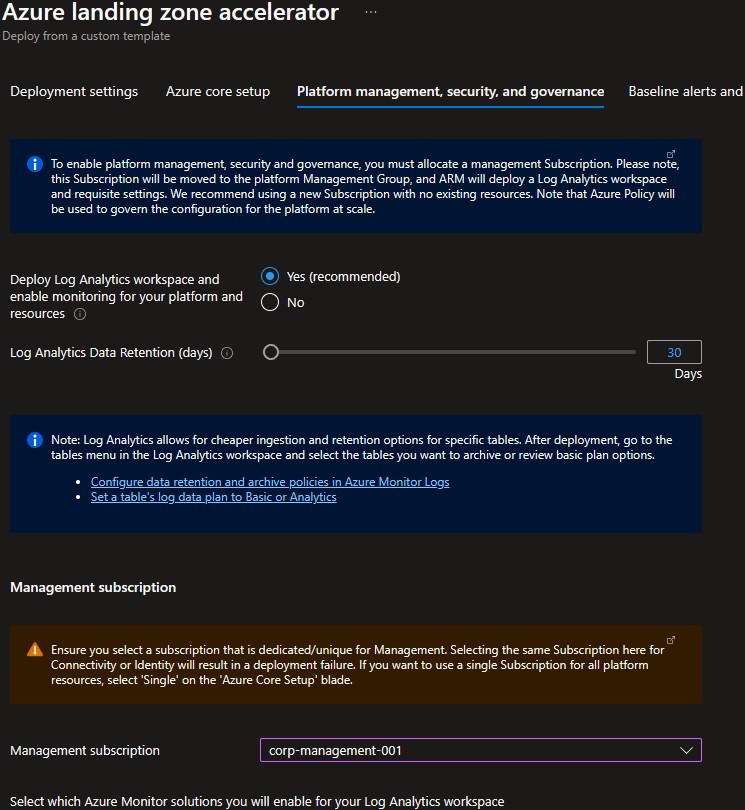 Azure landing zone accelerator ...
Deploy from a custom template
Deployment settings Azure core setup Platform management, security, and governance Baseline alerts and
To enable platform management, security and governance, you must allocate a management Subscription. Please note,
this Subscription will be moved to the platform Management Group, and ARM will deploy a Log Analytics workspace
and requisite settings. We recommend using a new Subscription with no existing resources. Note that Azure Policy will
be used to govern the configuration for the platform at scale.
Deploy Log Analytics workspace and
enable monitoring for your platform and
resources
Yes (recommended)
No
Log Analytics Data Retention (days) 30
Days
Note: Log Analytics allows for cheaper ingestion and retention options for specific tables. After deployment, go to the
tables menu in the Log Analytics workspace and select the tables you want to archive or review basic plan options.
• Configure data retention and archive policies in Azure Monitor Logs
• Set a table's log data plan to Basic or Analytics
Management subscription
Ensure you select a subscription that is dedicated/unique for Management. Selecting the same Subscription here for
Connectivity or Identity will result in a deployment failure. If you want to use a single Subscription for all platform
resources, select 'Single' on the 'Azure Core Setup' blade.
Management subscription corp-management-001
Select which Azure Monitor solutions you will enable for your Log Analytics workspace